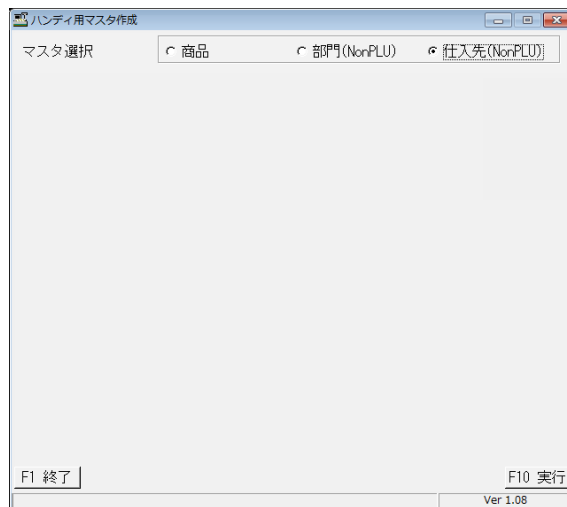 ハンディ用マスタ作成
マスタ選択 商品 部門(NonPLU) 仕入先(NonPLU)
F1 終了 F10 実行
Ver 1.08